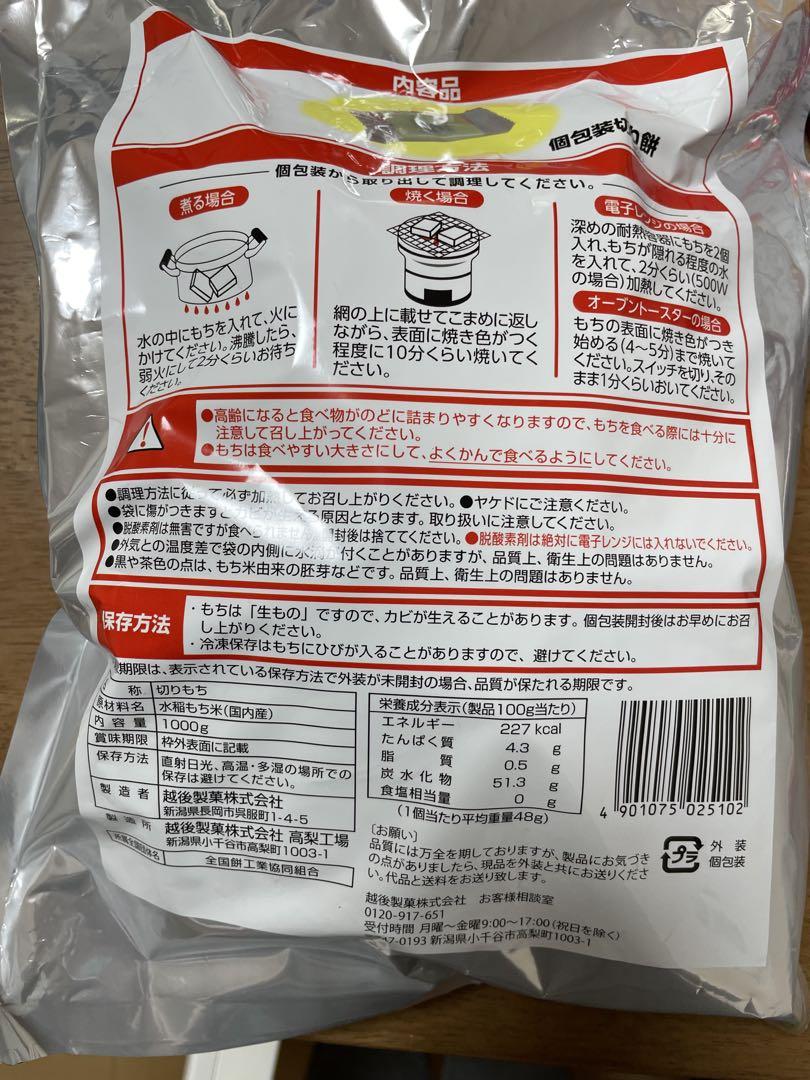 内容品
個包装切り餅
調理方法
個包装から取り出して調理してください。
煮る場合
水の中にもちを入れて、火に
かけてください。沸騰したら、
弱火にして2分くらいお待ち
ください。
焼く場合
網の上に載せてこまめに返し
ながら、表面に焼き色がつく
程度に10分くらい焼いてく
ださい。
電子レンジの場合
深めの耐熱容器にもちを2個
入れ、もちが隠れる程度の水
を入れて、2分くらい(500W
の場合)加熱してください。
オーブントースターの場合
もちの表面に焼き色がつき
始める(4~5分)まで焼いて
ください。スイッチを切り、その
まま1分くらいおいてください。
●高齢になると食べ物がのどに詰まりやすくなりますので、もちを食べる際には十分に
注意して召し上がってください。
●もちは食べやすい大きさにして、よくかんで食べるようにしてください。
●調理方法に従って必ず加熱してお召し上がりください。●ヤケドにご注意ください。
●袋に傷がつきますとカビが生える原因となります。取り扱いに注意してください。
●脱酸素剤は無害ですが食べられません。開封後は捨ててください。●脱酸素剤は絶対に電子レンジには入れないでください。
●外気との温度差で袋の内側に水滴が付くことがありますが、品質上、衛生上の問題はありません。
●黒や茶色の点は、もち米由来の胚芽などです。品質上、衛生上の問題はありません。
保存方法
・もちは「生もの」ですので、カビが生えることがあります。個包装開封後はお早めにお召
し上がりください。
・冷凍保存はもちにひびが入ることがありますので、避けてください。
期限は、表示されている保存方法で外装が未開封の場合、品質が保たれる期限です。
称 切りもち
原材料名 水稲もち米(国内産)
内容量 1000g
賞味期限 枠外表面に記載
保存方法 直射日光、高温・多湿の場所での
保存は避けてください。
製造者 越後製菓株式会社
新潟県長岡市呉服町1-4-5
製造所 越後製菓株式会社 高梨工場
新潟県小千谷市高梨町1003-1
所属全国団体名 全国餅工業協同組合
栄養成分表示(製品100g当たり)
エネルギー 227 kcal
たんぱく質 4.3 g
脂質 0.5 g
炭水化物 51.3 g
食塩相当量 0 g
(1個当たり平均重量48g)
〔お願い〕
品質には万全を期しておりますが、製品にお気づき
の点がありましたら、現品を外装と共にお送りくださ
い。代品と送料をお送り致します。
越後製菓株式会社 お客様相談室
0120-917-651
受付時間 月曜~金曜9:00~17:00(祝日を除く)
47-0193 新潟県小千谷市高梨町1003-1
4 901075 025102
プラ
外装
個包装